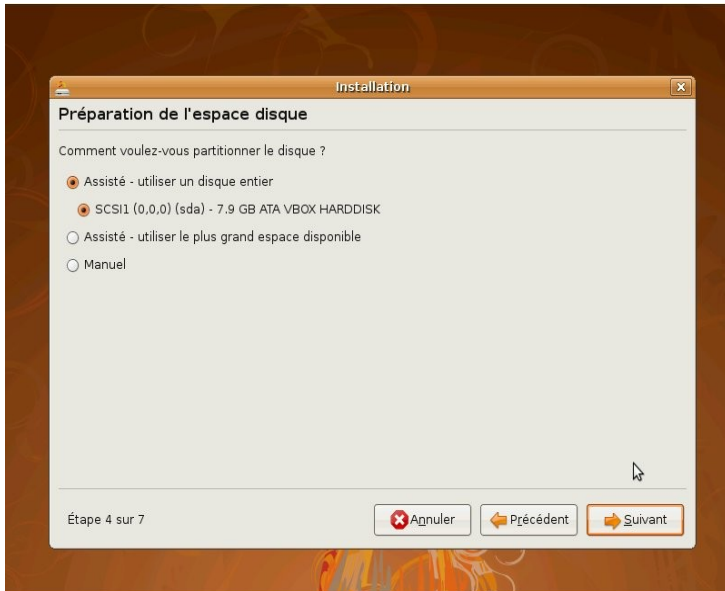 Installation
Préparation de l'espace disque
Comment voulez-vous partitionner le disque ?
Assisté - utiliser un disque entier
SCSI1 (0,0,0) (sda) - 7.9 GB ATA VBOX HARDDISK
Assisté - utiliser le plus grand espace disponible
Manuel
Étape 4 sur 7
Annuler
Précédent
Suivant